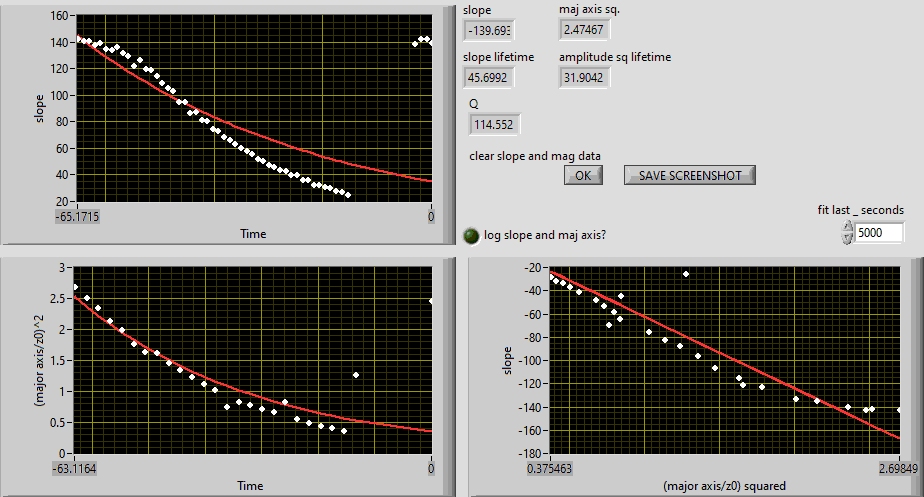 160
140
120
100
80
60
40
20
slope
-65.1715
0
Time
slope
maj axis sq.
-139.693
2.47467
slope lifetime
amplitude sq lifetime
45.6992
31.9042
Q
114.552
clear slope and mag data
OK
SAVE SCREENSHOT
fit last _ seconds
5000
log slope and maj axis?
3
2.5
2
1.5
1
0.5
0
(major axis/z0)^2
-63.1164
0
Time
-20
-40
-60
-80
-100
-120
-140
-160
-180
slope
0.375463
2.69849
(major axis/z0) squared